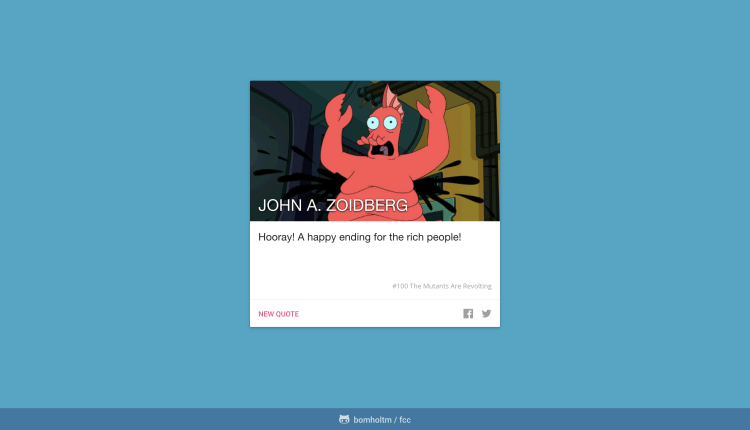 JOHN A. ZOIDBERG
Hooray! A happy ending for the rich people!
#100 The Mutants Are Revolting
NEW QUOTE
bomholtm / fcc